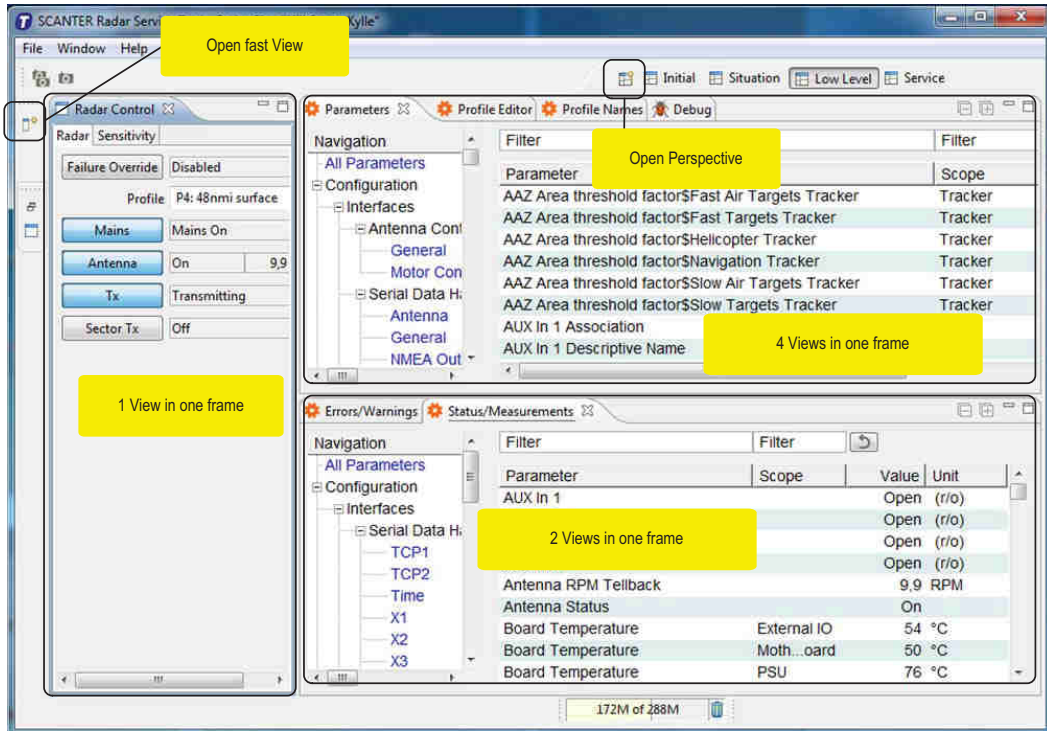 SCANTER Radar Servi Kylle"
File Window Help
Open fast View
Initial Situation Low Level Service
Radar Control
Radar Sensitivity
Failure Override Disabled
Profile P4: 48nmi surface
Mains Mains On
Antenna On 9,9
Tx Transmitting
Sector Tx Off
1 View in one frame
Parameters Profile Editor Profile Names Debug
Open Perspective
Navigation
All Parameters
Configuration
Interfaces
Antenna Cont
General
Motor Con
Serial Data Ha
Antenna
General
NMEA Out
Filter Filter
Parameter Scope
AAZ Area threshold factor$Fast Air Targets Tracker Tracker
AAZ Area threshold factor$Fast Targets Tracker Tracker
AAZ Area threshold factor$Helicopter Tracker Tracker
AAZ Area threshold factor$Navigation Tracker Tracker
AAZ Area threshold factor$Slow Air Targets Tracker Tracker
AAZ Area threshold factor$Slow Targets Tracker Tracker
AUX In 1 Association
AUX In 1 Descriptive Name
4 Views in one frame
Errors/Warnings Status/Measurements
Navigation
All Parameters
Configuration
Interfaces
Serial Data Ha
TCP1
TCP2
Time
X1
X2
X3
Filter Filter
Parameter Scope Value Unit
AUX In 1 Open (r/o)
Open (r/o)
Open (r/o)
Open (r/o)
2 Views in one frame
Antenna RPM Tellback 9,9 RPM
Antenna Status On
Board Temperature External IO 54 °C
Board Temperature Moth...oard 50 °C
Board Temperature PSU 76 °C
172M of 288M